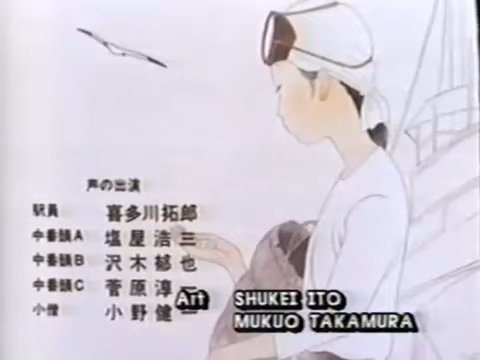 声の出演
駅員 喜多川拓郎
中番頭A 塩屋浩三
中番頭B 沢木郁也
中番頭C 菅原淳一
小僧 小野健一
Art SHUKEI ITO
MUKUO TAKAMURA